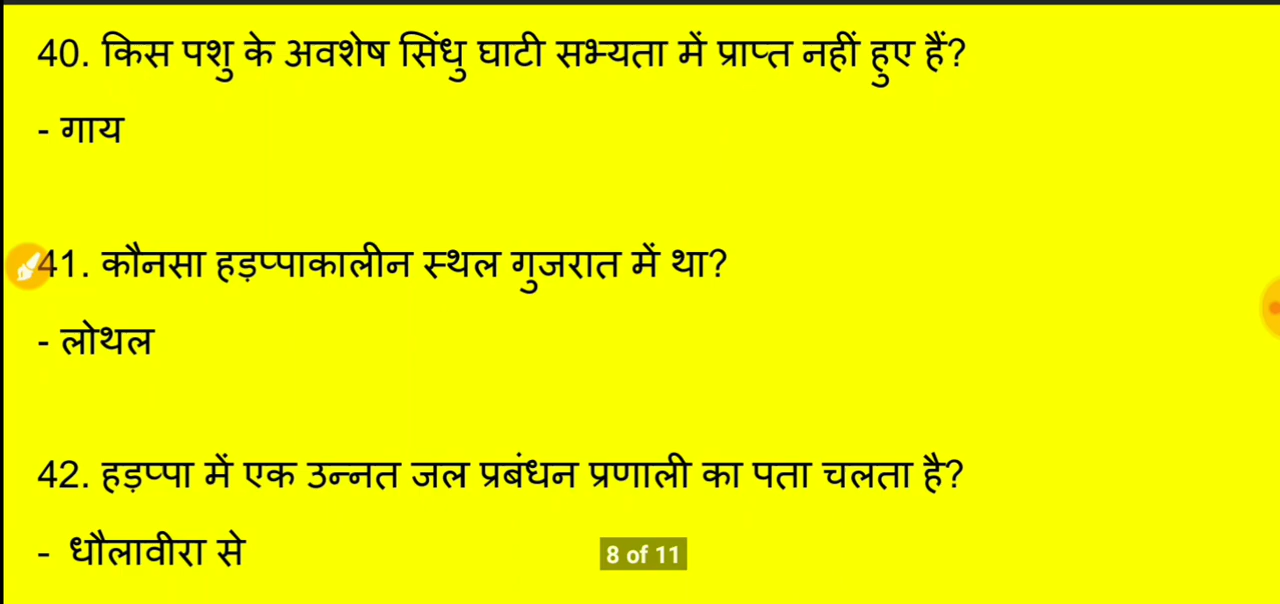 40. किस पशु के अवशेष सिंधु घाटी सभ्यता में प्राप्त नहीं हुए हैं?
- गाय
41. कौनसा हड़प्पाकालीन स्थल गुजरात में था?
- लोथल
42. हड़प्पा में एक उन्नत जल प्रबंधन प्रणाली का पता चलता है?
- धौलावीरा से
8 of 11